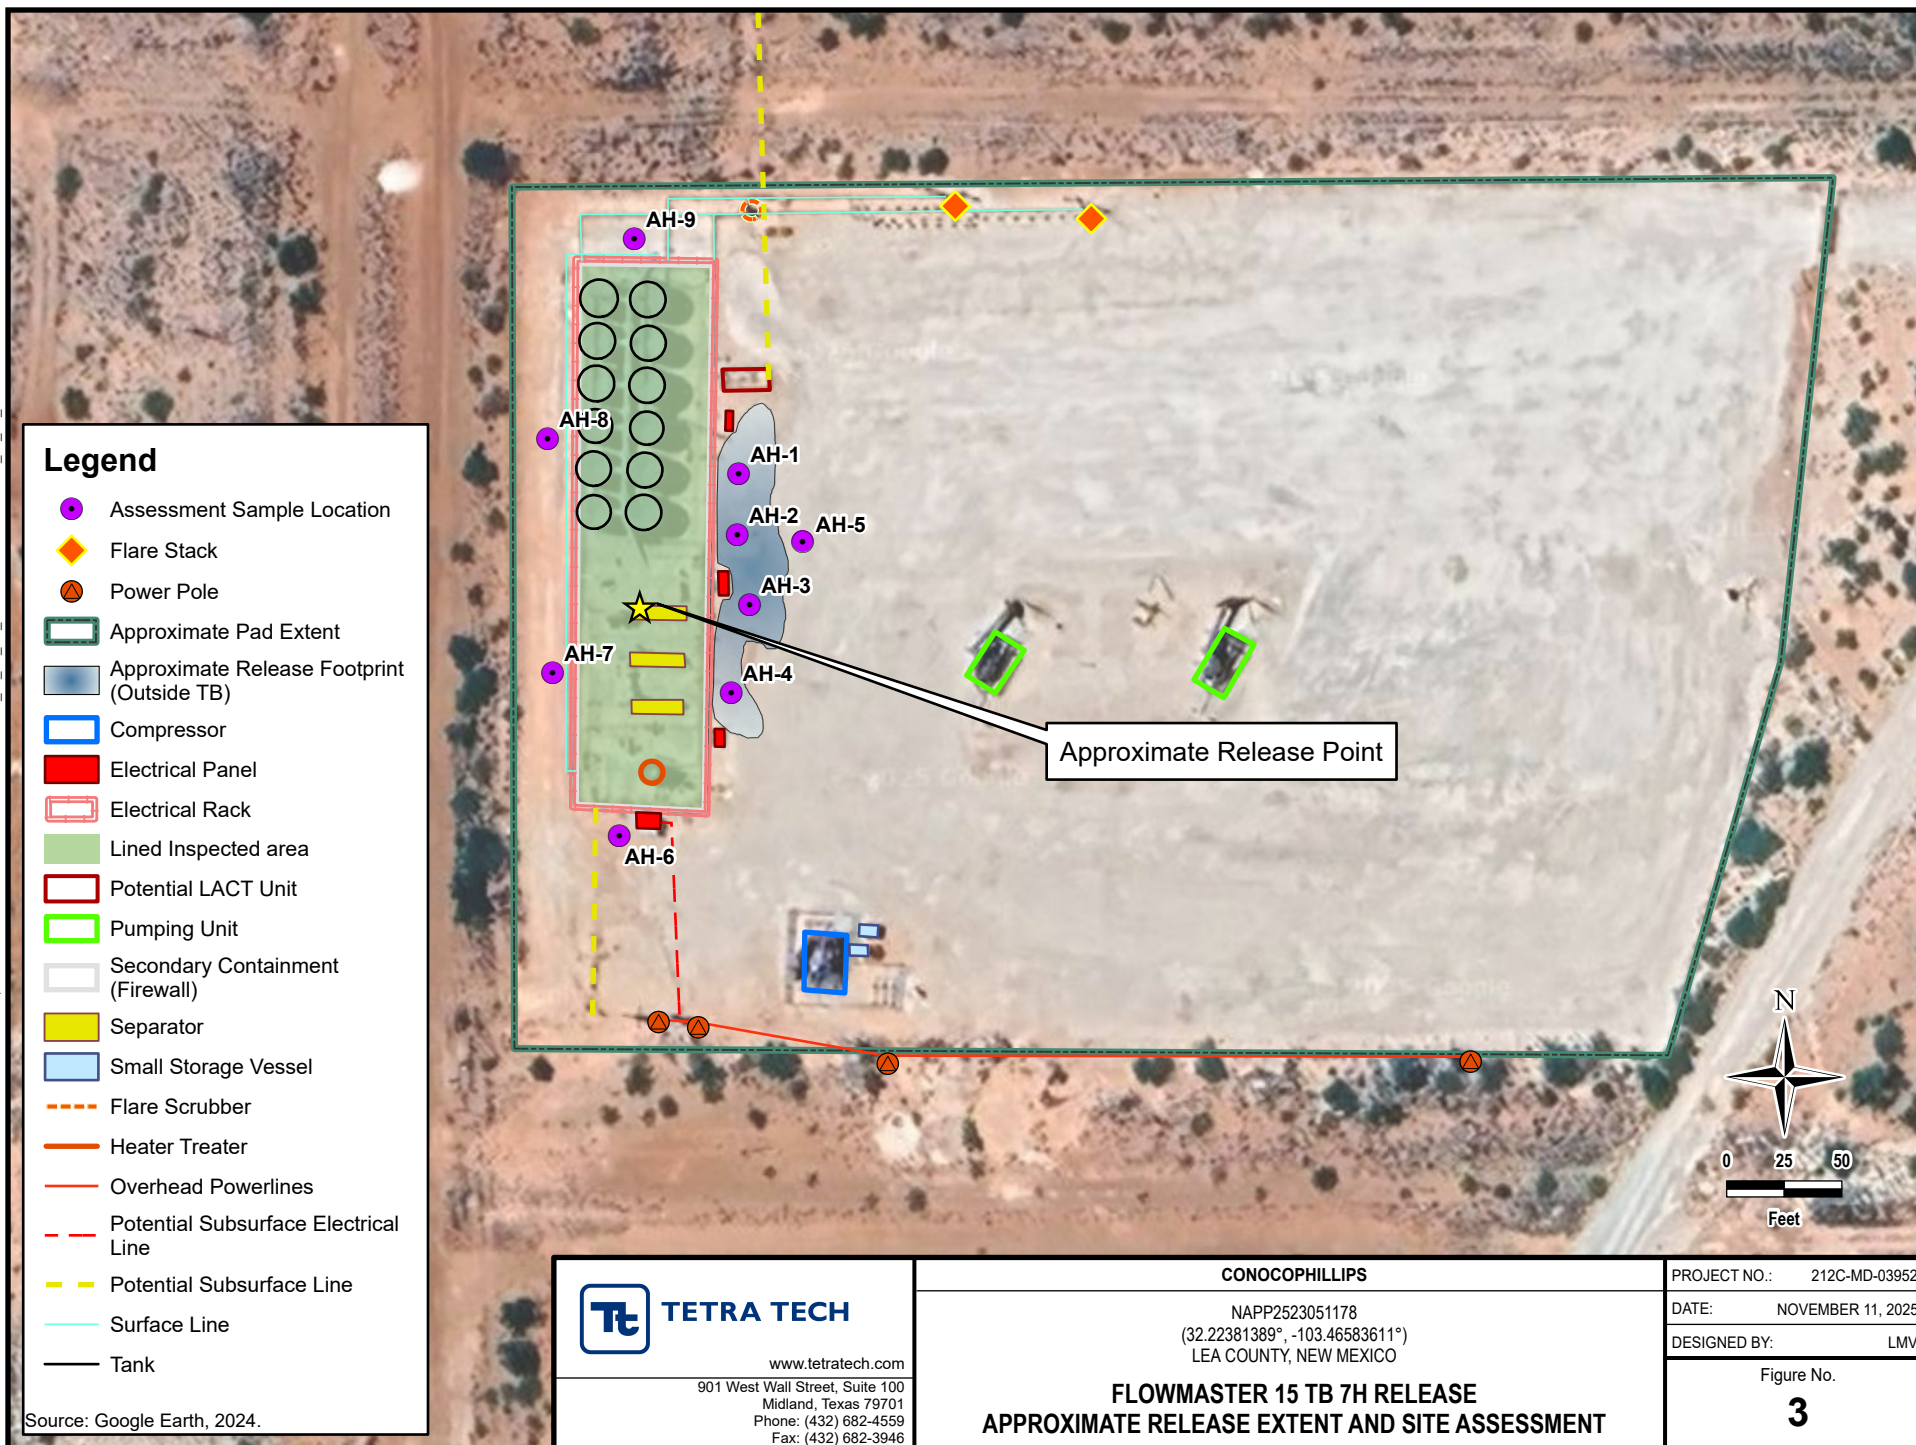 AH-9
AH-8
AH-1
AH-2
AH-5
AH-3
AH-7
AH-4
AH-6
Approximate Release Point
Legend
Assessment Sample Location
Flare Stack
Power Pole
Approximate Pad Extent
Approximate Release Footprint
(Outside TB)
Compressor
Electrical Panel
Electrical Rack
Lined Inspected area
Potential LACT Unit
Pumping Unit
Secondary Containment
(Firewall)
Separator
Small Storage Vessel
Flare Scrubber
Heater Treater
Overhead Powerlines
Potential Subsurface Electrical
Line
Potential Subsurface Line
Surface Line
Tank
Source: Google Earth, 2024.
N
0 25 50
Feet
Tt TETRA TECH
www.tetratech.com
901 West Wall Street, Suite 100
Midland, Texas 79701
Phone: (432) 682-4559
Fax: (432) 682-3946
CONOCOPHILLIPS
NAPP2523051178
(32.22381389°, -103.46583611°)
LEA COUNTY, NEW MEXICO
FLOWMASTER 15 TB 7H RELEASE
APPROXIMATE RELEASE EXTENT AND SITE ASSESSMENT
PROJECT NO.: 212C-MD-03952
DATE: NOVEMBER 11, 2025
DESIGNED BY: LMV
Figure No.
3